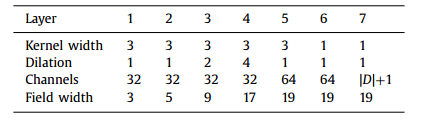 Layer 1 2 3 4 5 6 7
Kernel width 3 3 3 3 3 1 1
Dilation 1 1 2 4 1 1 1
Channels 32 32 32 32 64 64 |D|+1
Field width 3 5 9 17 19 19 19